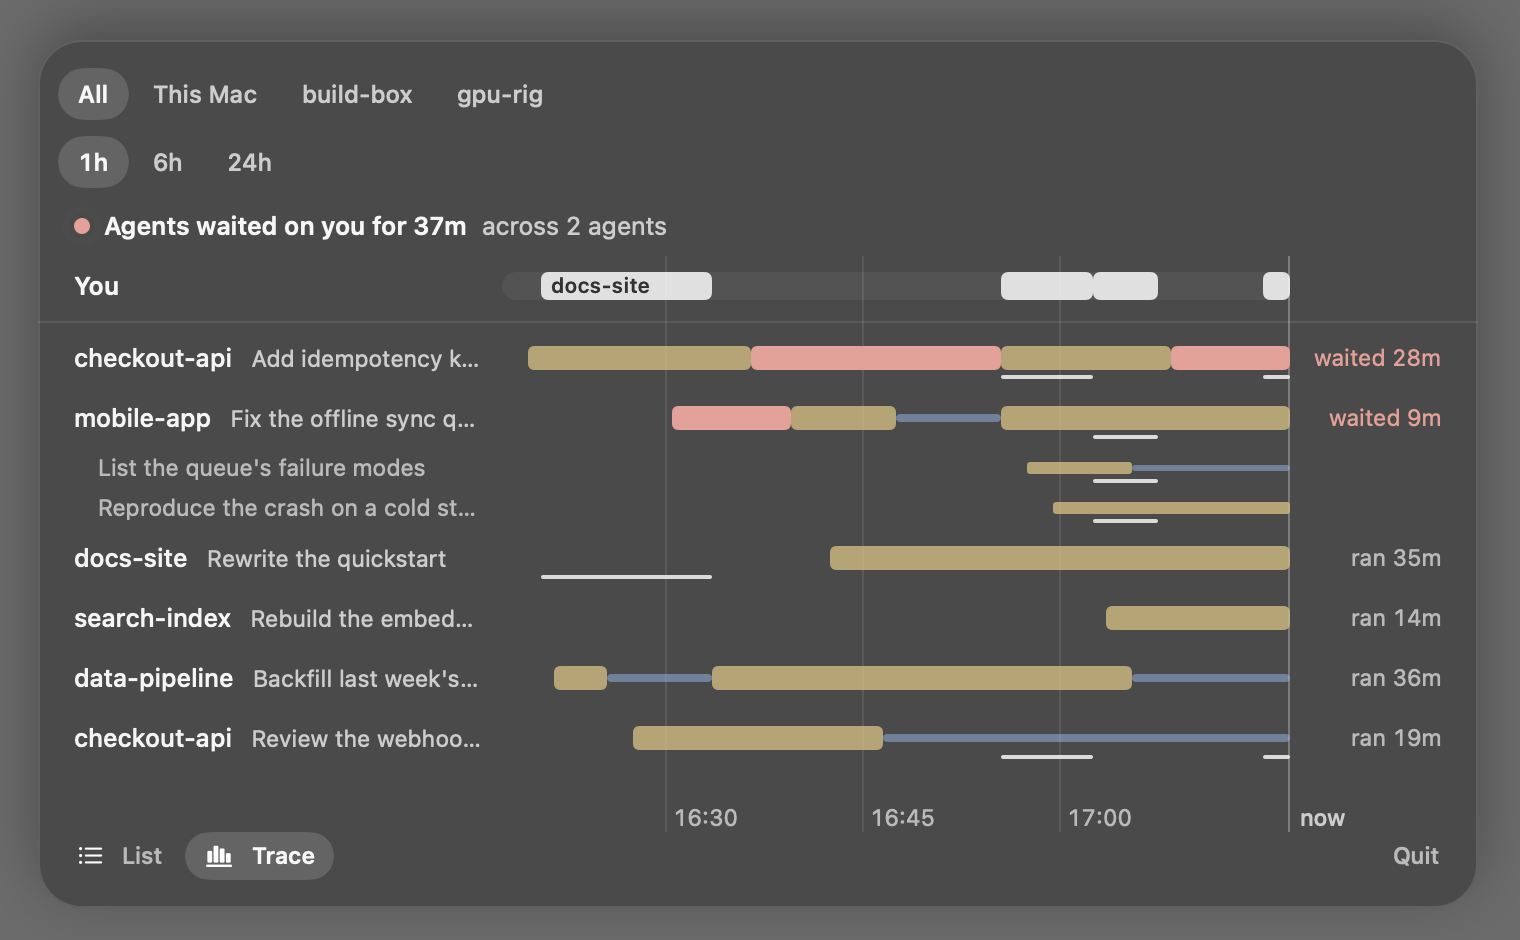 All This Mac build-box gpu-rig
1h 6h 24h
Agents waited on you for 37m across 2 agents
You docs-site
checkout-api Add idempotency k... waited 28m
mobile-app Fix the offline sync q... waited 9m
List the queue's failure modes
Reproduce the crash on a cold st...
docs-site Rewrite the quickstart ran 35m
search-index Rebuild the embed... ran 14m
data-pipeline Backfill last week's... ran 36m
checkout-api Review the webhoo... ran 19m
16:30 16:45 17:00 now
List Trace Quit